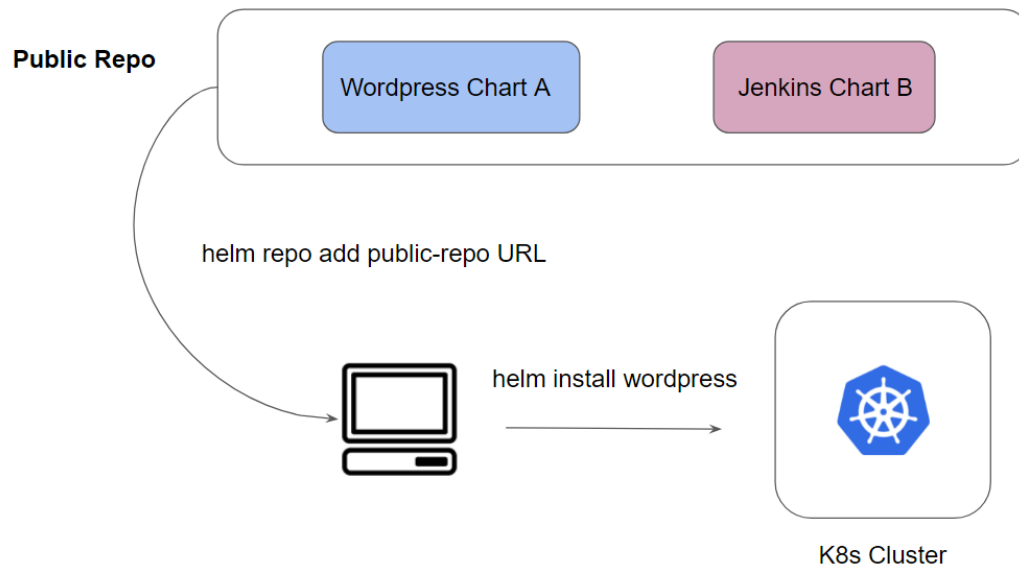 Public Repo
Wordpress Chart A
Jenkins Chart B
helm repo add public-repo URL
helm install wordpress
K8s Cluster